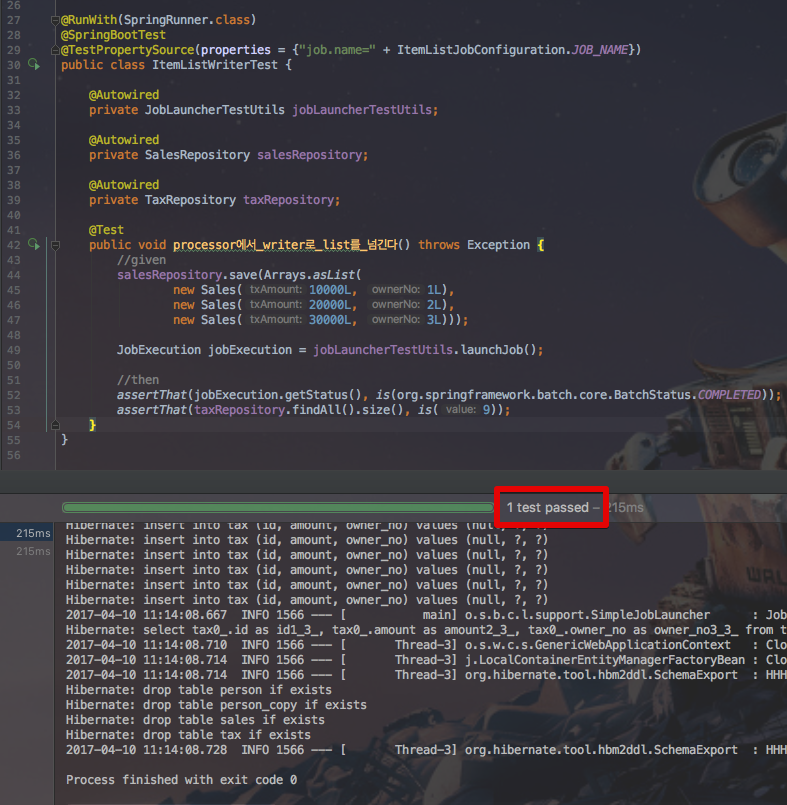 26
27 @RunWith(SpringRunner.class)
28 @SpringBootTest
29 @TestPropertySource(properties = {"job.name=" + ItemListJobConfiguration.JOB_NAME})
30 public class ItemListWriterTest {
31
32 @Autowired
33 private JobLauncherTestUtils jobLauncherTestUtils;
34
35 @Autowired
36 private SalesRepository salesRepository;
37
38 @Autowired
39 private TaxRepository taxRepository;
40
41 @Test
42 public void processor에서_writer로_list를_넘긴다() throws Exception {
43 //given
44 salesRepository.save(Arrays.asList(
45 new Sales( txAmount: 10000L, ownerNo: 1L),
46 new Sales( txAmount: 20000L, ownerNo: 2L),
47 new Sales( txAmount: 30000L, ownerNo: 3L)));
48
49 JobExecution jobExecution = jobLauncherTestUtils.launchJob();
50
51 //then
52 assertThat(jobExecution.getStatus(), is(org.springframework.batch.core.BatchStatus.COMPLETED));
53 assertThat(taxRepository.findAll().size(), is( value: 9));
54 }
55 }
56
1 test passed – 215ms
Hibernate: insert into tax (id, amount, owner_no) values (null, ?, ?)
215ms Hibernate: insert into tax (id, amount, owner_no) values (null, ?, ?)
215ms Hibernate: insert into tax (id, amount, owner_no) values (null, ?, ?)
Hibernate: insert into tax (id, amount, owner_no) values (null, ?, ?)
Hibernate: insert into tax (id, amount, owner_no) values (null, ?, ?)
Hibernate: insert into tax (id, amount, owner_no) values (null, ?, ?)
2017-04-10 11:14:08.667 INFO 1566 --- [ main] o.s.b.c.l.support.SimpleJobLauncher : Job
Hibernate: select tax0_.id as id1_3_, tax0_.amount as amount2_3_, tax0_.owner_no as owner_no3_3_ from t
2017-04-10 11:14:08.710 INFO 1566 --- [ Thread-3] o.s.w.c.s.GenericWebApplicationContext : Clo
2017-04-10 11:14:08.714 INFO 1566 --- [ Thread-3] j.LocalContainerEntityManagerFactoryBean : Clo
2017-04-10 11:14:08.714 INFO 1566 --- [ Thread-3] org.hibernate.tool.hbm2ddl.SchemaExport : HHH
Hibernate: drop table person if exists
Hibernate: drop table person_copy if exists
Hibernate: drop table sales if exists
Hibernate: drop table tax if exists
2017-04-10 11:14:08.728 INFO 1566 --- [ Thread-3] org.hibernate.tool.hbm2ddl.SchemaExport : HHH
Process finished with exit code 0